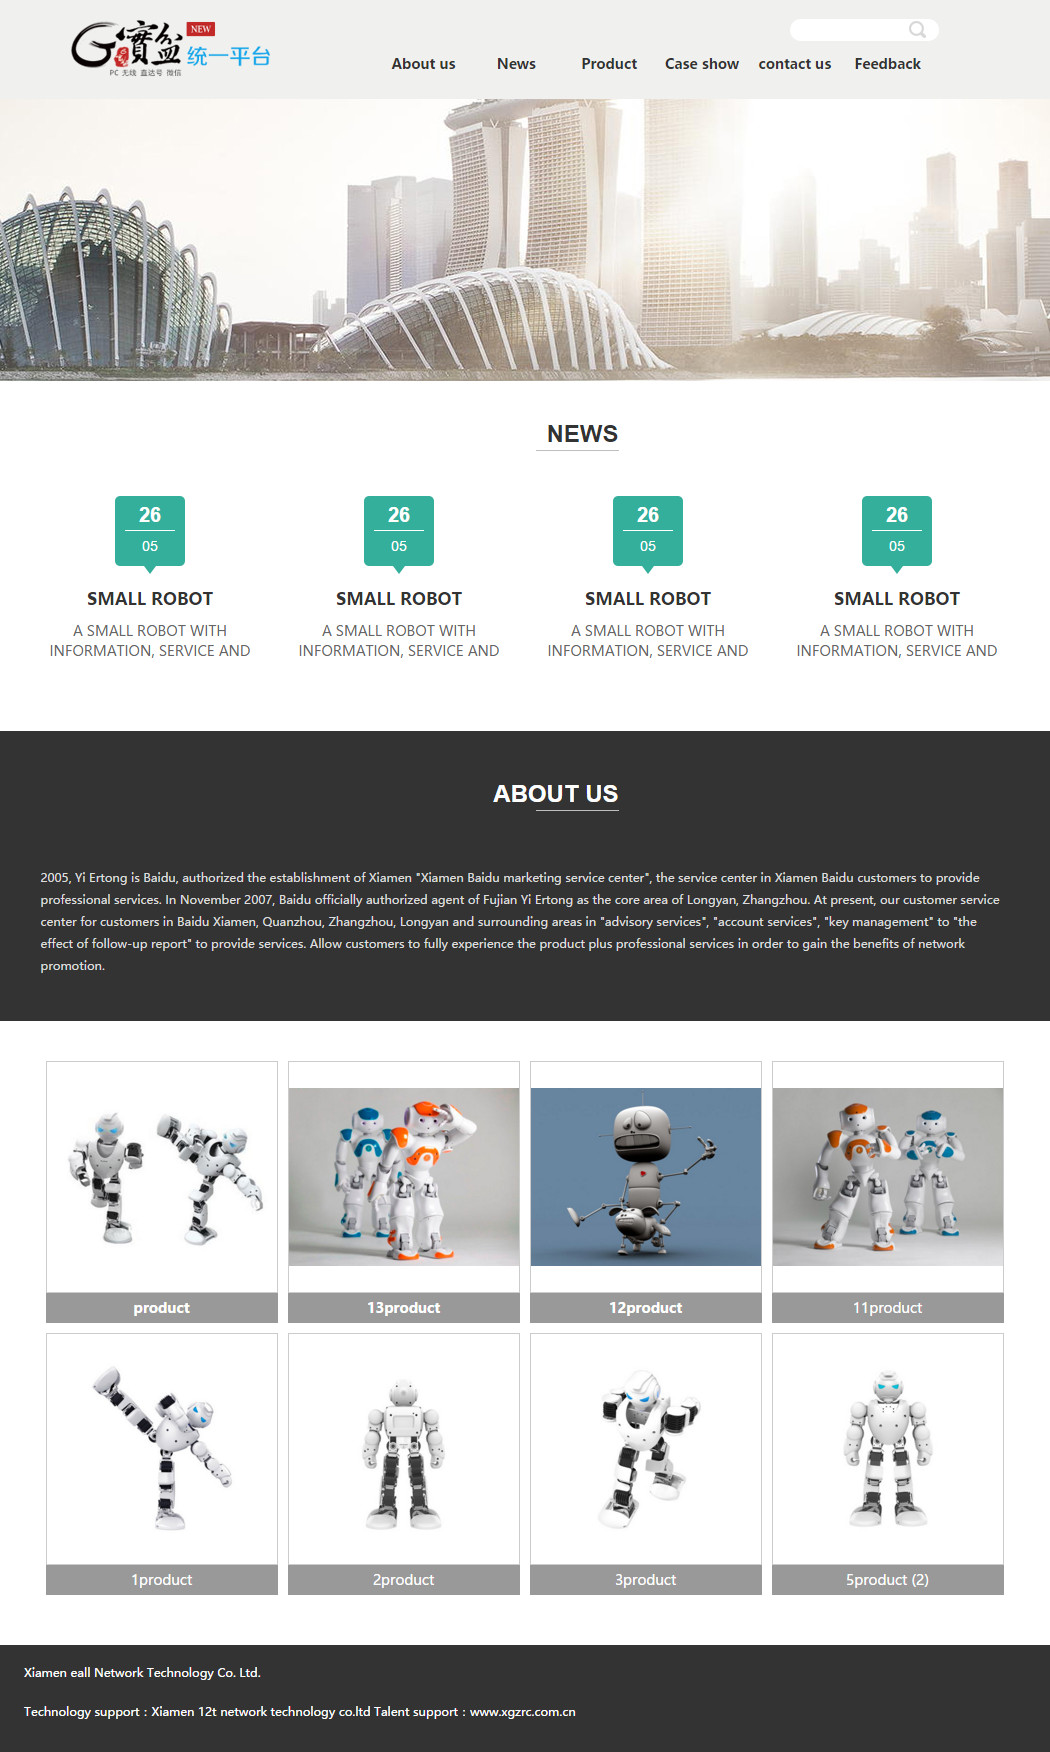 G寶盆
NEW
统一平台
PC 无线 直达号 微信
About us
News
Product
Case show
contact us
Feedback
NEWS
26
05
SMALL ROBOT
A SMALL ROBOT WITH
INFORMATION, SERVICE AND
26
05
SMALL ROBOT
A SMALL ROBOT WITH
INFORMATION, SERVICE AND
26
05
SMALL ROBOT
A SMALL ROBOT WITH
INFORMATION, SERVICE AND
26
05
SMALL ROBOT
A SMALL ROBOT WITH
INFORMATION, SERVICE AND
ABOUT US
2005, Yi Ertong is Baidu, authorized the establishment of Xiamen "Xiamen Baidu marketing service center", the service center in Xiamen Baidu customers to provide
professional services. In November 2007, Baidu officially authorized agent of Fujian Yi Ertong as the core area of Longyan, Zhangzhou. At present, our customer service
center for customers in Baidu Xiamen, Quanzhou, Zhangzhou, Longyan and surrounding areas in "advisory services", "account services", "key management" to "the
effect of follow-up report" to provide services. Allow customers to fully experience the product plus professional services in order to gain the benefits of network
promotion.
product
13product
12product
11product
1product
2product
3product
5product (2)
Xiamen eall Network Technology Co. Ltd.
Technology support : Xiamen 12t network technology co.ltd Talent support : www.xgzrc.com.cn